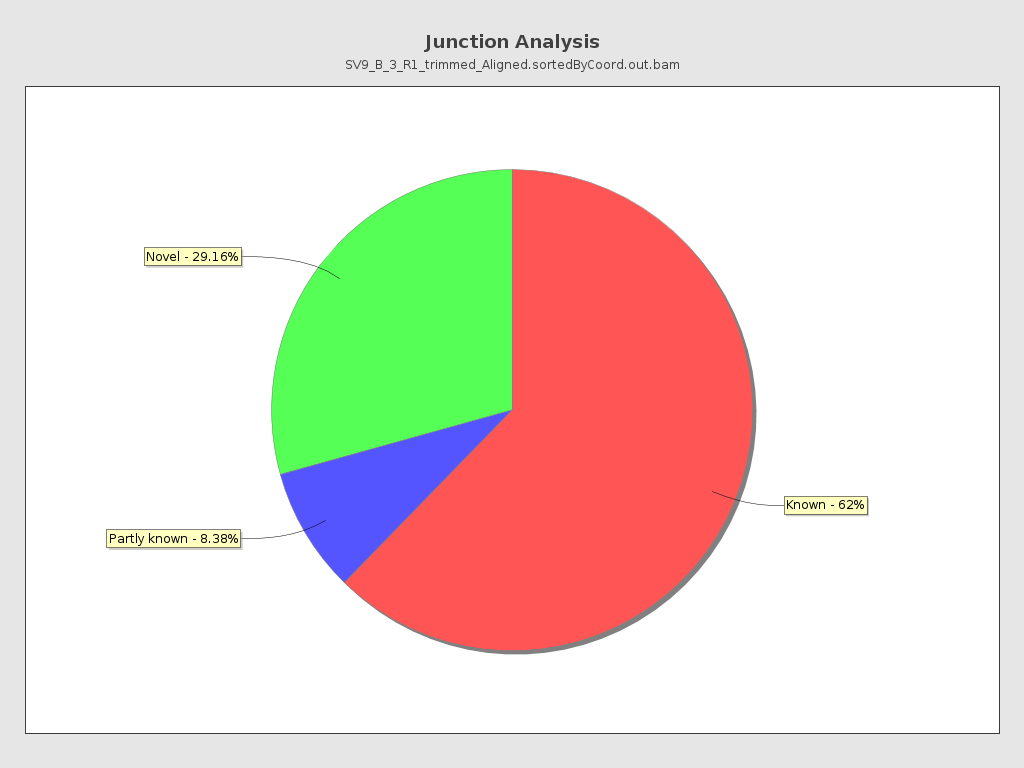 Junction Analysis
SV9_B_3_R1_trimmed_Aligned.sortedByCoord.out.bam
Novel - 29.16%
Known - 62%
Partly known - 8.38%